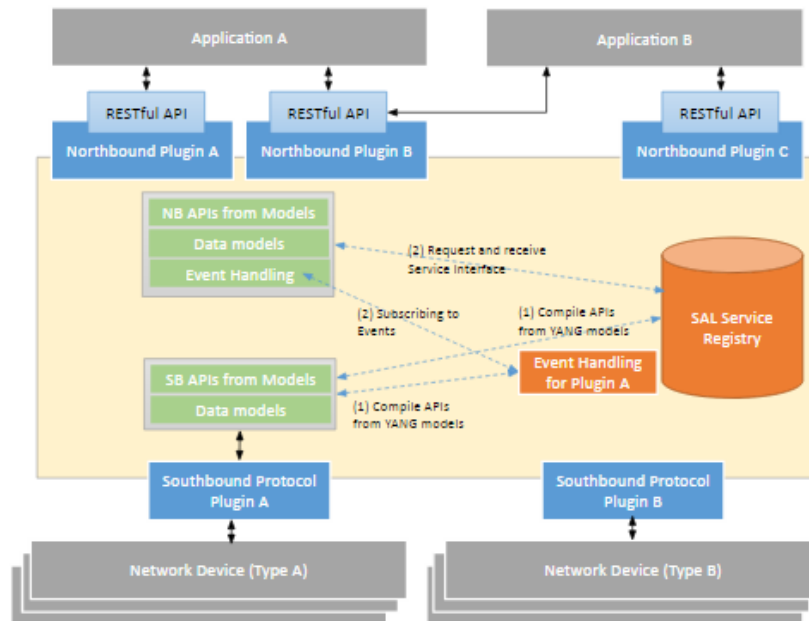 Application A
Application B
RESTful API
RESTful API
RESTful API
Northbound Plugin A
Northbound Plugin B
Northbound Plugin C
NB APIs from Models
Data models
Event Handling
(2) Request and receive
Service Interface
(2) Subscribing to
Events
(1) Compile APIs
from YANG models
SAL Service
Registry
Event Handling
for Plugin A
SB APIs from Models
Data models
(1) Compile APIs
from YANG models
Southbound Protocol
Plugin A
Southbound Protocol
Plugin B
Network Device (Type A)
Network Device (Type B)